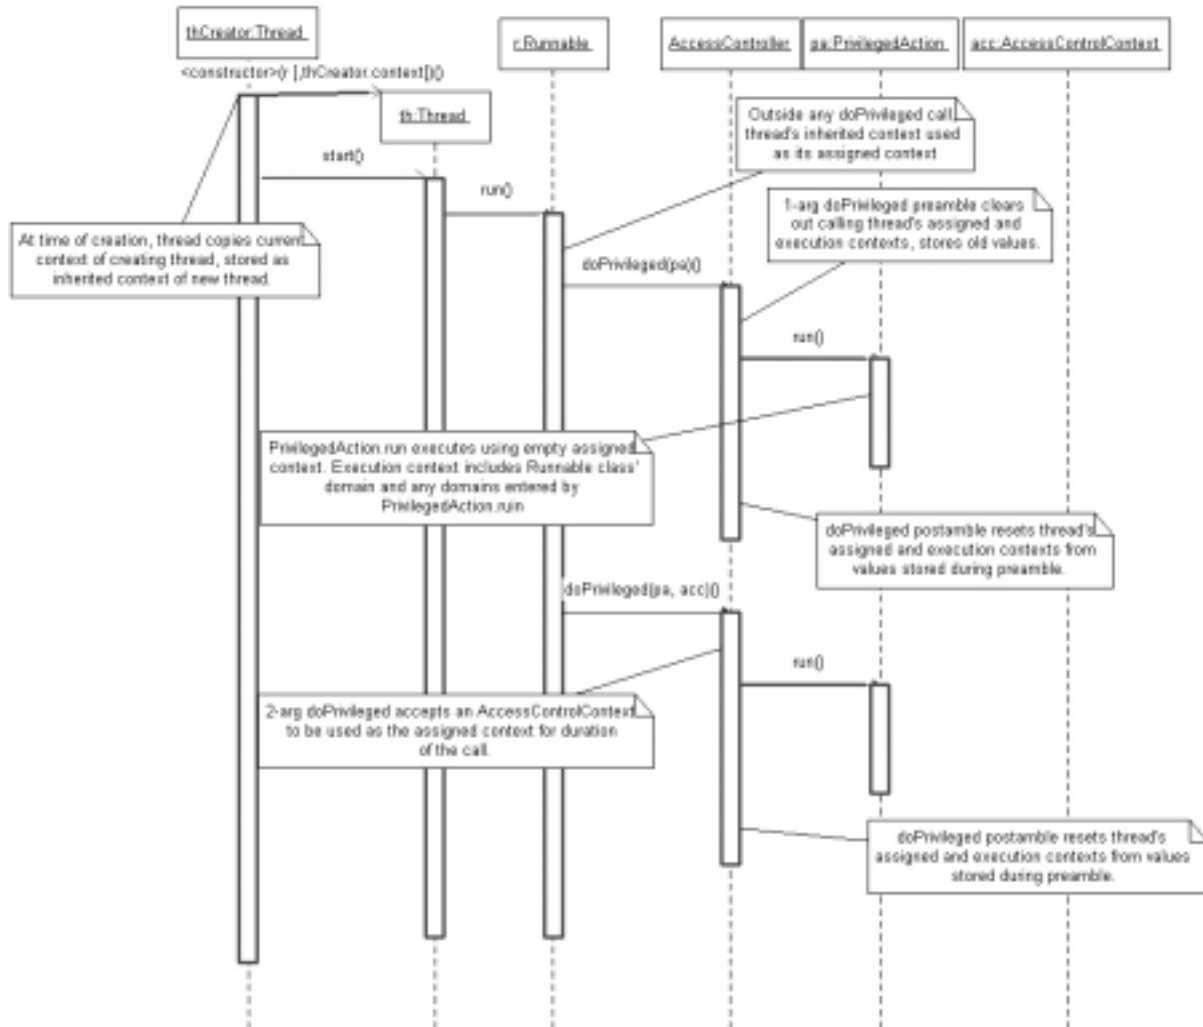 thCreator:Thread
r:Runnable
AccessController
pa:PrivilegedAction
acc:AccessControlContext
<constructor>(r [,thCreator.context])()
th:Thread
Outside any doPrivileged call,
thread's inherited context used
as its assigned context
start()
run()
1-arg doPrivileged preamble clears
out calling thread's assigned and
execution contexts, stores old values.
At time of creation, thread copies current
context of creating thread, stored as
inherited context of new thread.
doPrivileged(pa)()
run()
PrivilegedAction.run executes using empty assigned
context. Execution context includes Runnable class'
domain and any domains entered by
PrivilegedAction.ruin
doPrivileged postamble resets thread's
assigned and execution contexts from
values stored during preamble.
doPrivileged(pa, acc)()
run()
2-arg doPrivileged accepts an AccessControlContext
to be used as the assigned context for duration
of the call.
doPrivileged postamble resets thread's
assigned and execution contexts from values
stored during preamble.